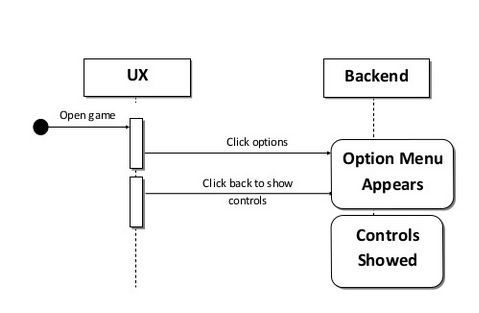 UX
Backend
Open game
Click options
Option Menu
Appears
Click back to show
controls
Controls
Showed